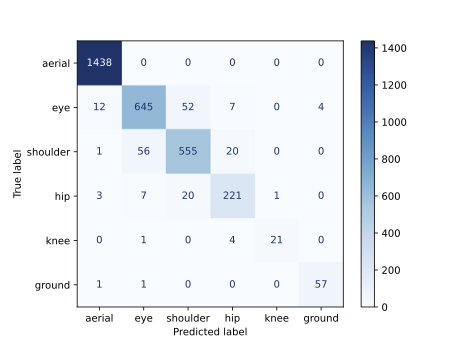 aerial 1438 0 0 0 0 0
eye 12 645 52 7 0 4
shoulder 1 56 555 20 0 0
hip 3 7 20 221 1 0
knee 0 1 0 4 21 0
ground 1 1 0 0 0 57
aerial eye shoulder hip knee ground
Predicted label
True label
1400
1200
1000
800
600
400
200
0